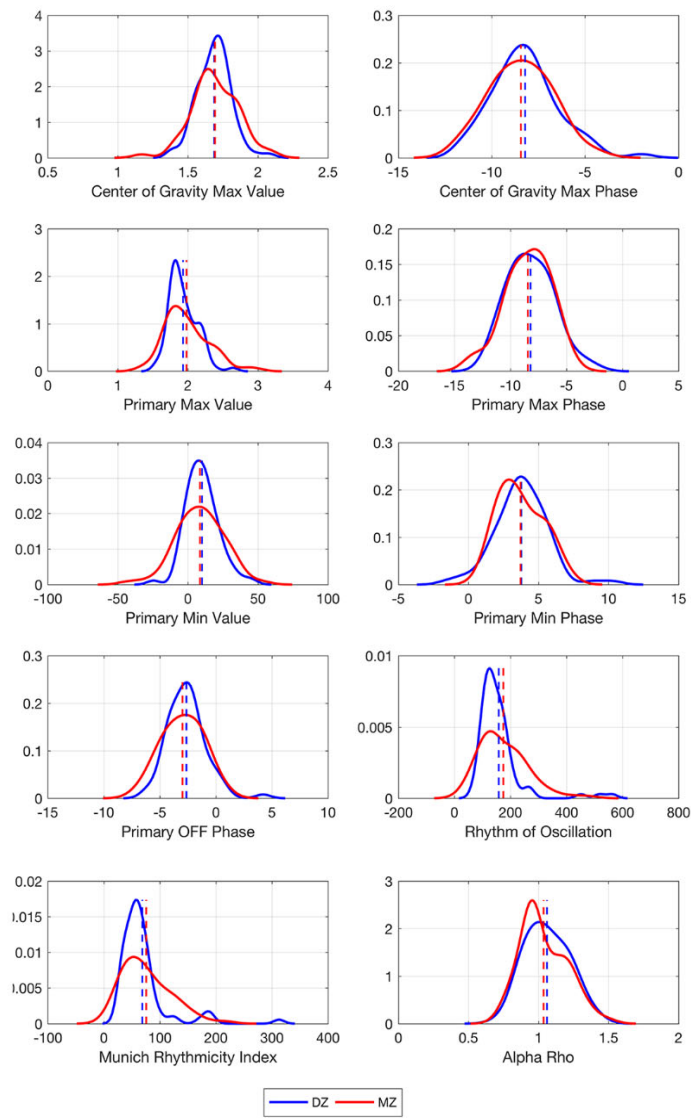 4
3
2
1
0
0.5 1 1.5 2 2.5
Center of Gravity Max Value
0.3
0.2
0.1
0
-15 -10 -5 0
Center of Gravity Max Phase
3
2
1
0
0 1 2 3 4
Primary Max Value
0.2
0.15
0.1
0.05
0
-20 -15 -10 -5 0 5
Primary Max Phase
0.04
0.03
0.02
0.01
0
-100 -50 0 50 100
Primary Min Value
0.3
0.2
0.1
0
-5 0 5 10 15
Primary Min Phase
0.3
0.2
0.1
0
-15 -10 -5 0 5 10
Primary OFF Phase
0.01
0.005
0
-200 0 200 400 600 800
Rhythm of Oscillation
0.02
.015
0.01
.005
0
-100 0 100 200 300 400
Munich Rhythmicity Index
3
2
1
0
0 0.5 1 1.5 2
Alpha Rho
DZ MZ